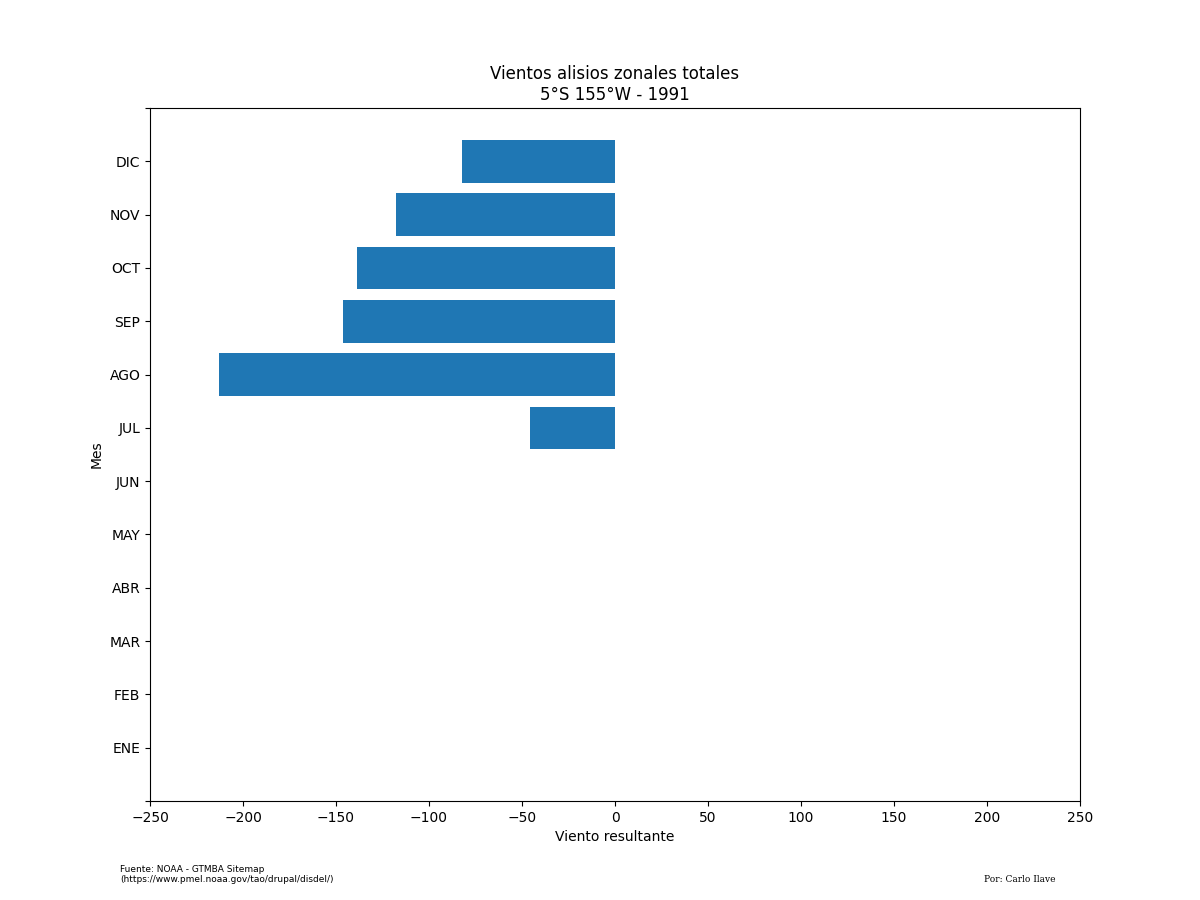 Vientos alisios zonales totales
5°S 155°W - 1991
DIC
NOV
OCT
SEP
AGO
JUL
JUN
MAY
ABR
MAR
FEB
ENE
Mes
−250 −200 −150 −100 −50 0 50 100 150 200 250
Viento resultante
Fuente: NOAA - GTMBA Sitemap
(https://www.pmel.noaa.gov/tao/drupal/disdel/)
Por: Carlo Ilave